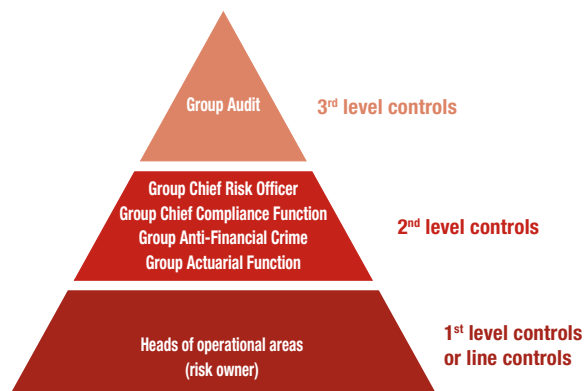 Group Audit
3rd level controls
Group Chief Risk Officer
Group Chief Compliance Function
Group Anti-Financial Crime
Group Actuarial Function
2nd level controls
Heads of operational areas
(risk owner)
1st level controls
or line controls